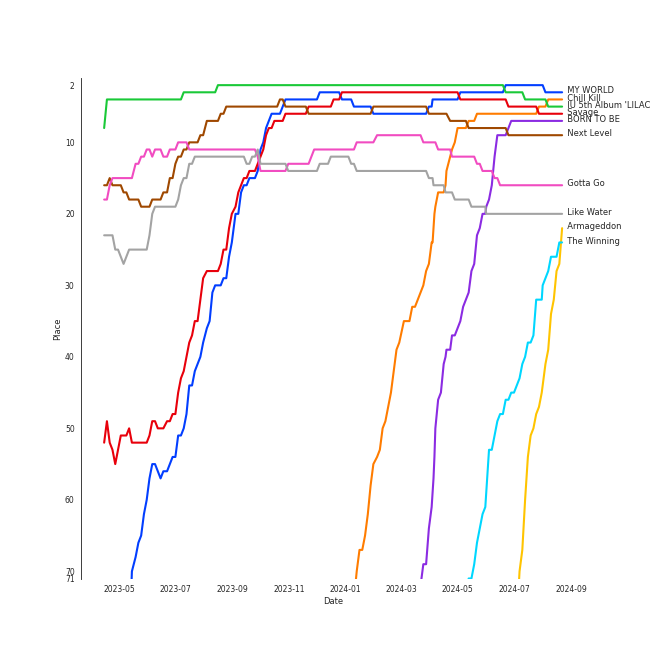 2
10
20
30
40
50
60
70
71
Place
2023-05
2023-07
2023-09
2023-11
2024-01
2024-03
2024-05
2024-07
2024-09
Date
MY WORLD
Chill Kill
IU 5th Album 'LILAC
Savage
BORN TO BE
Next Level
Gotta Go
Like Water
Armageddon
The Winning